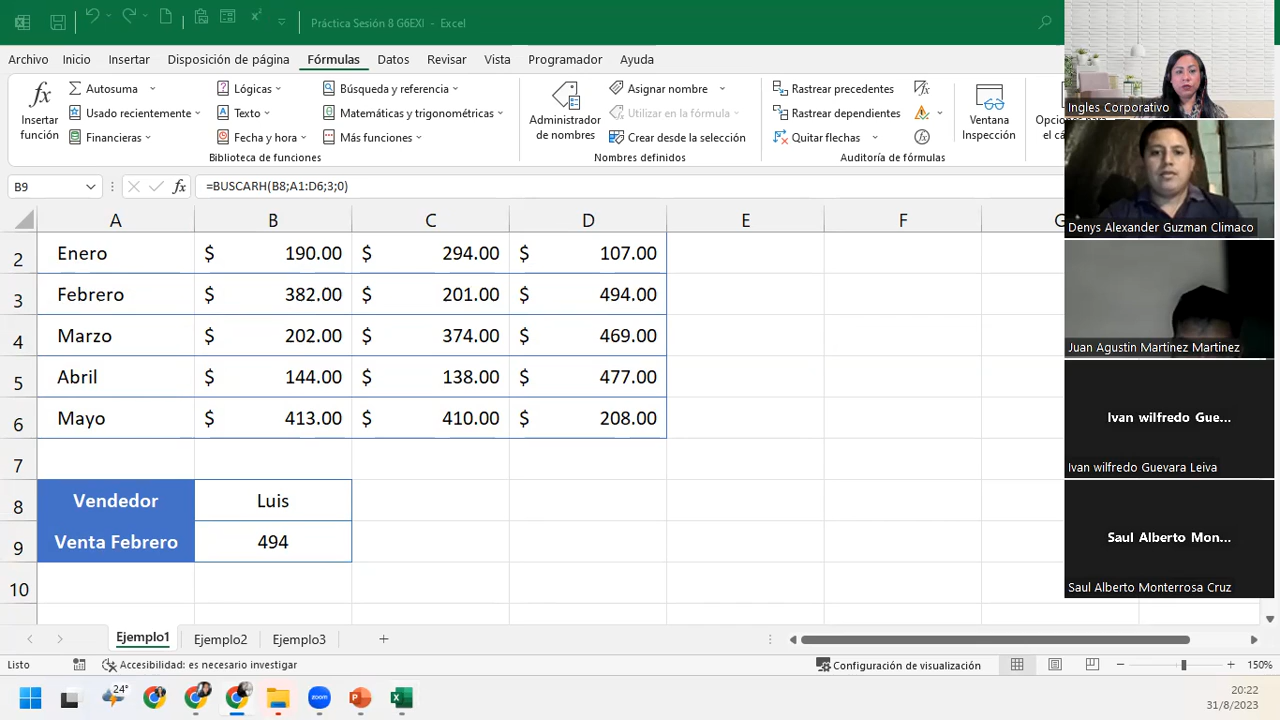 Práctica Sesión 8 G6EXI - Excel
Archivo Inicio Insertar Disposición de página Fórmulas Datos Revisar Vista Programador Ayuda
Insertar función
Autosuma
Usado recientemente
Financieras
Lógicas
Texto
Fecha y hora
Búsqueda y referencia
Matemáticas y trigonométricas
Más funciones
Biblioteca de funciones
Administrador de nombres
Asignar nombre
Utilizar en la fórmula
Crear desde la selección
Nombres definidos
Rastrear precedentes
Rastrear dependientes
Quitar flechas
Auditoría de fórmulas
Ventana Inspección
B9 fx =BUSCARH(B8;A1:D6;3;0)
A B C D E F
2 Enero $ 190.00 $ 294.00 $ 107.00
3 Febrero $ 382.00 $ 201.00 $ 494.00
4 Marzo $ 202.00 $ 374.00 $ 469.00
5 Abril $ 144.00 $ 138.00 $ 477.00
6 Mayo $ 413.00 $ 410.00 $ 208.00
7
8 Vendedor Luis
9 Venta Febrero 494
10
Ejemplo1 Ejemplo2 Ejemplo3 +
Listo Accesibilidad: es necesario investigar Configuración de visualización 150%
24°
zoom
20:22
31/8/2023
Ingles Corporativo
Denys Alexander Guzman Climaco
Juan Agustin Martinez Martinez
Ivan wilfredo Gue...
Ivan wilfredo Guevara Leiva
Saul Alberto Mon...
Saul Alberto Monterrosa Cruz